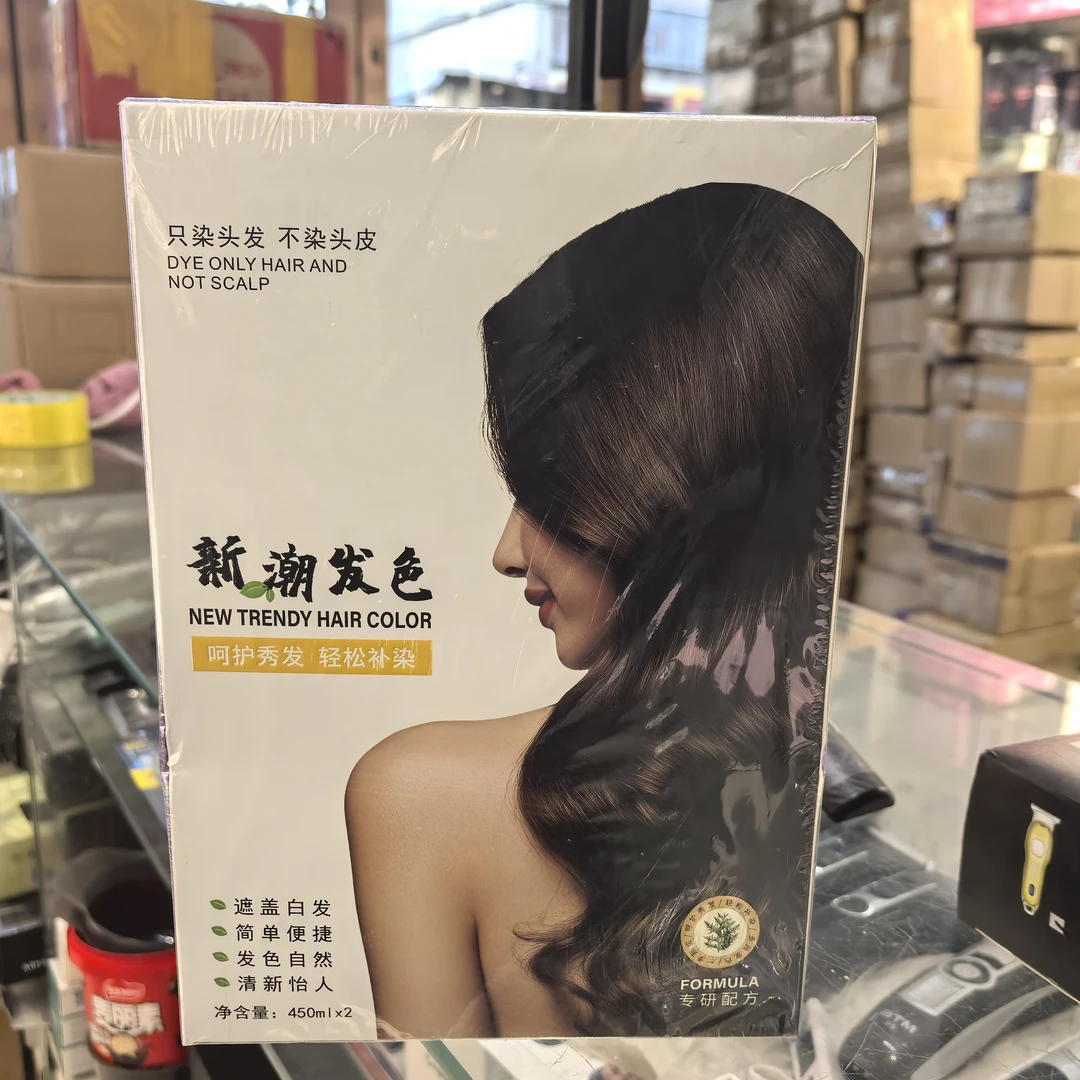 只染头发 不染头皮
DYE ONLY HAIR AND
NOT SCALP
新潮发色
NEW TRENDY HAIR COLOR
呵护秀发 轻松补染
遮盖白发
简单便捷
发色自然
清新怡人
净含量：450ml×2
FORMULA
专研配方